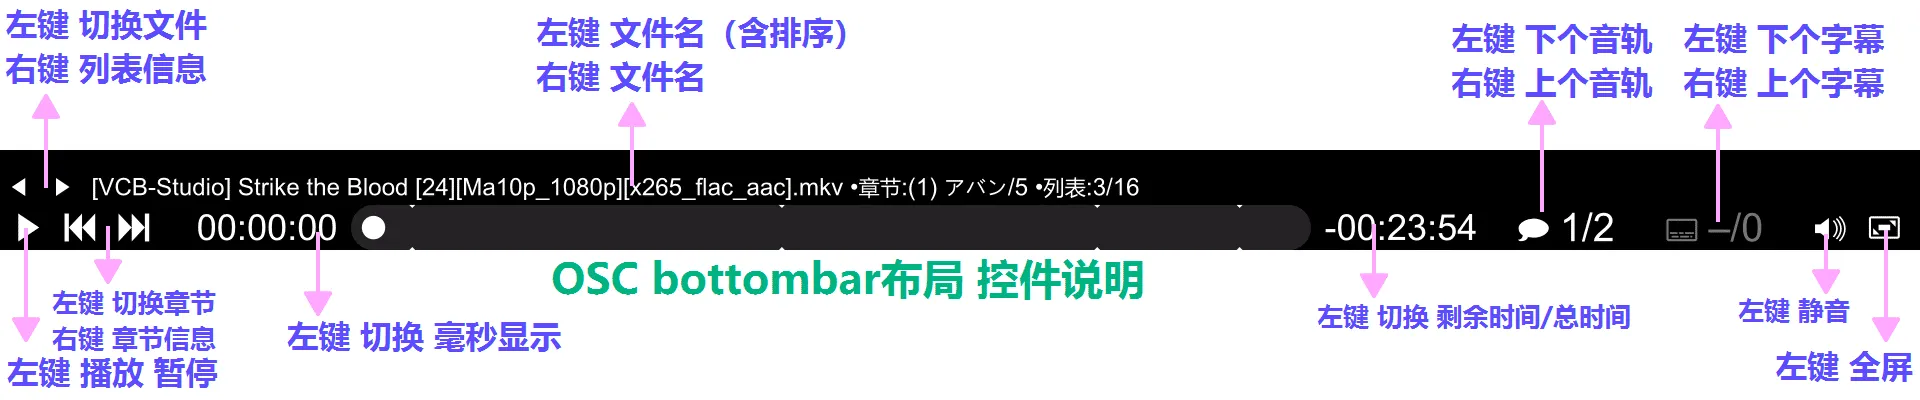 左键 切换文件
右键 列表信息
左键 文件名（含排序）
右键 文件名
左键 下个音轨
右键 上个音轨
左键 下个字幕
右键 上个字幕
[VCB-Studio] Strike the Blood [24][Ma10p_1080p][x265_flac_aac].mkv •章节:(1) アバン/5 •列表:3/16
00:00:00
-00:23:54
1/2
–/0
OSC bottombar布局 控件说明
左键 切换章节
右键 章节信息
左键 播放 暂停
左键 切换 毫秒显示
左键 切换 剩余时间/总时间
左键 静音
左键 全屏